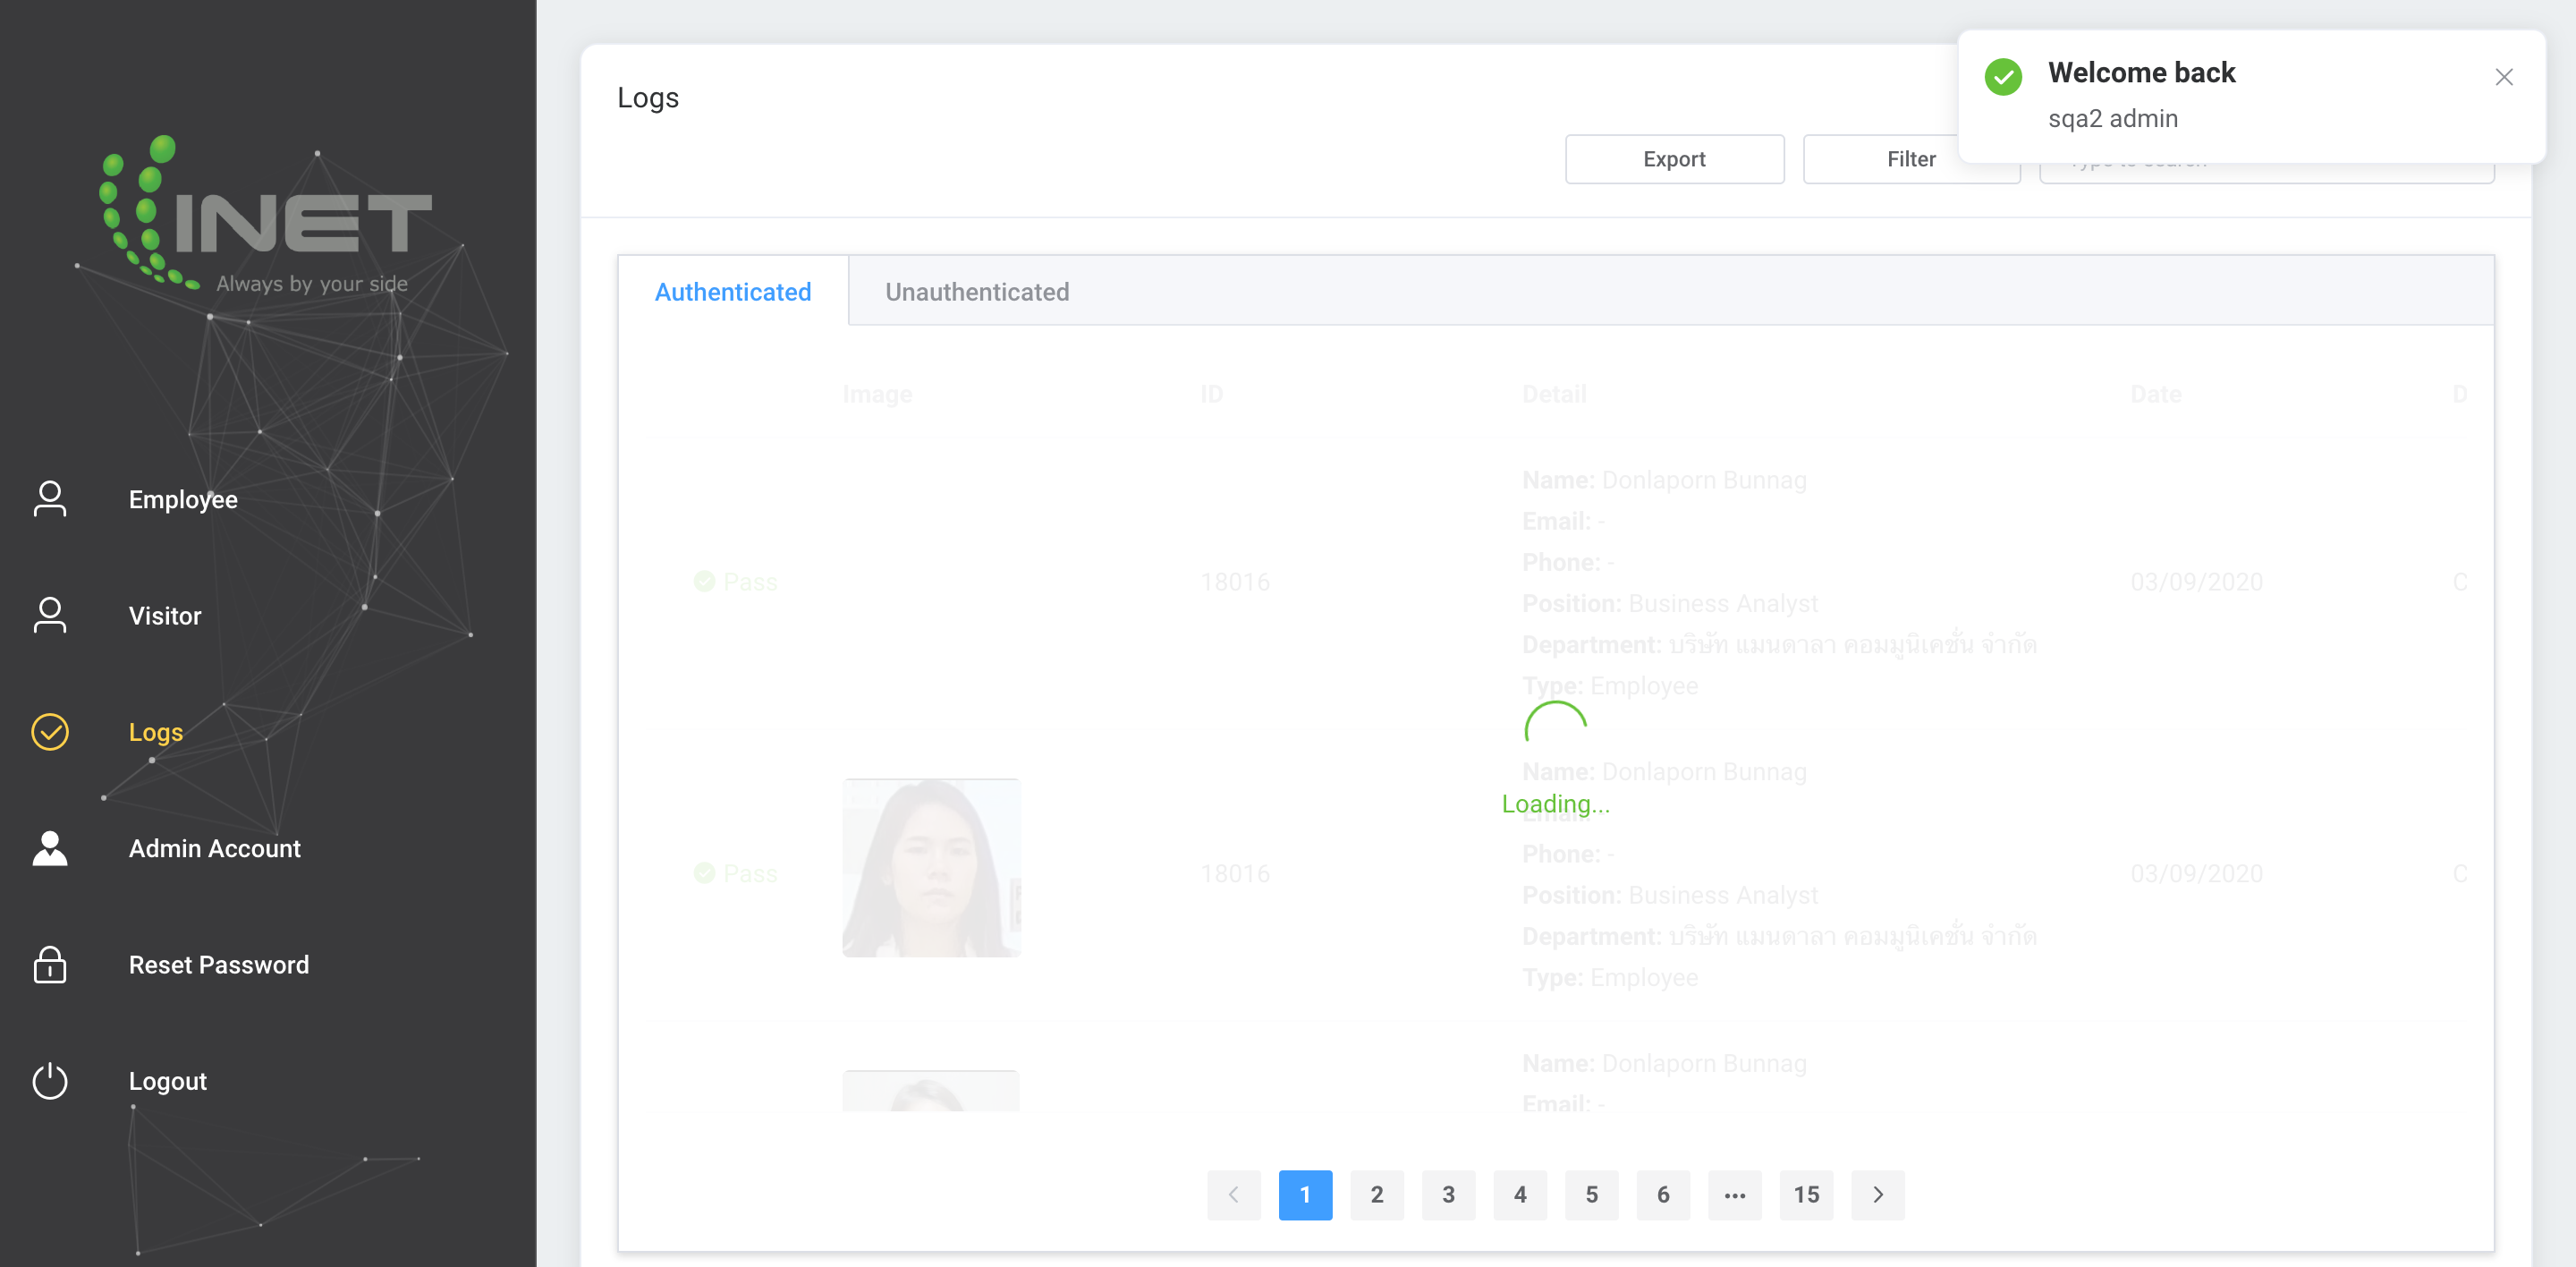 INET
Always by your side
Employee
Visitor
Logs
Admin Account
Reset Password
Logout
Logs
Export
Filter
Welcome back
sqa2 admin
Authenticated
Unauthenticated
Image ID Detail Date D
Pass 18016 03/09/2020
Name: Donlaporn Bunnag
Email: -
Phone: -
Position: Business Analyst
Department: บริษัท แมนดาลา คอมมูนิเคชั่น จำกัด
Type: Employee
Loading...
Pass 18016 03/09/2020
Name: Donlaporn Bunnag
Email:
Phone: -
Position: Business Analyst
Department: บริษัท แมนดาลา คอมมูนิเคชั่น จำกัด
Type: Employee
Name: Donlaporn Bunnag
Email: -
1 2 3 4 5 6 ... 15